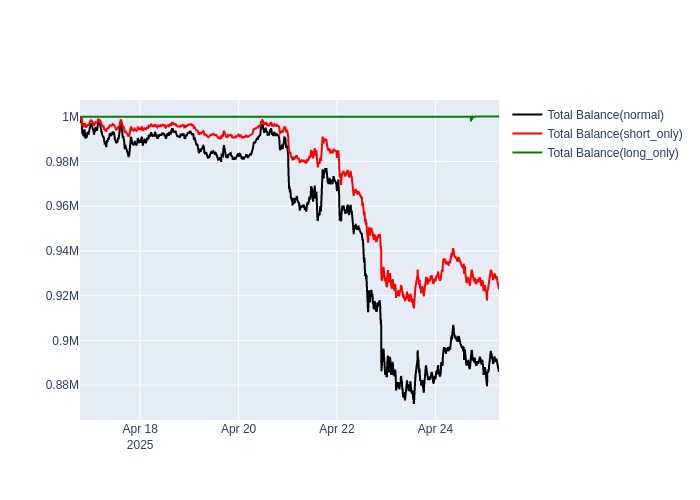 1M
0.98M
0.96M
0.94M
0.92M
0.9M
0.88M
Apr 18
2025
Apr 20
Apr 22
Apr 24
Total Balance(normal)
Total Balance(short_only)
Total Balance(long_only)